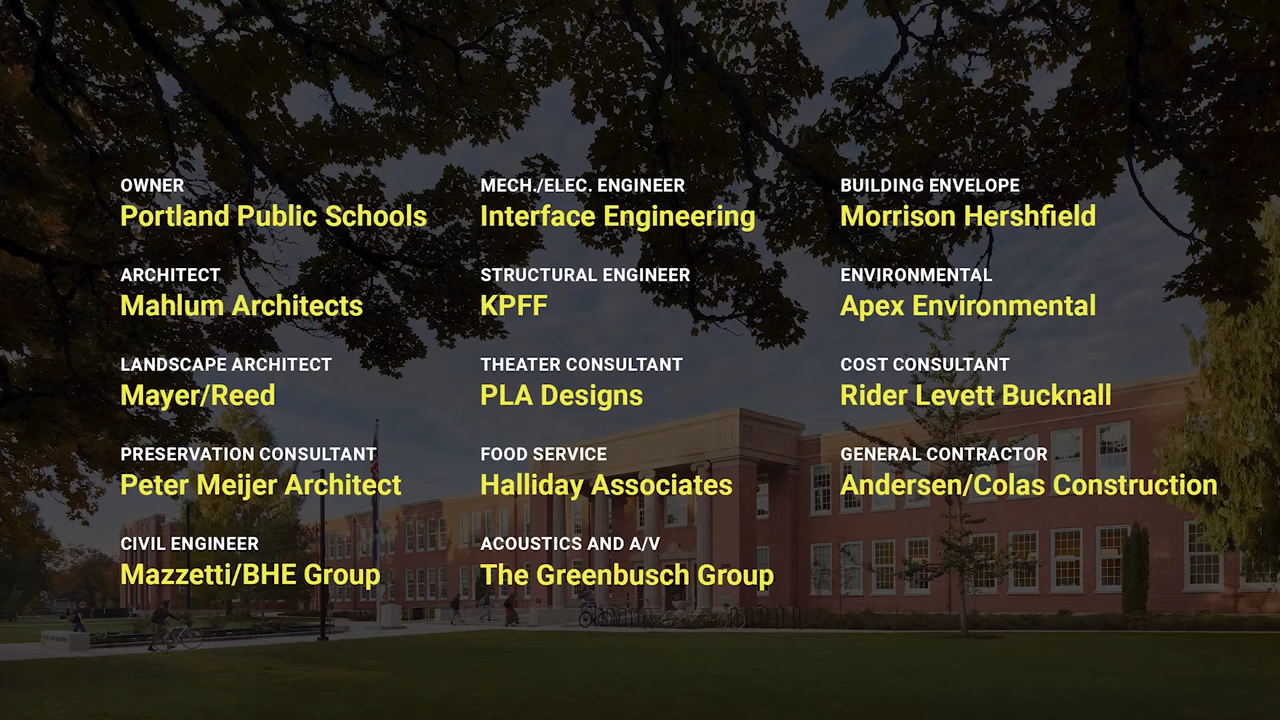 OWNER
Portland Public Schools
ARCHITECT
Mahlum Architects
LANDSCAPE ARCHITECT
Mayer/Reed
PRESERVATION CONSULTANT
Peter Meijer Architect
CIVIL ENGINEER
Mazzetti/BHE Group
MECH./ELEC. ENGINEER
Interface Engineering
STRUCTURAL ENGINEER
KPFF
THEATER CONSULTANT
PLA Designs
FOOD SERVICE
Halliday Associates
ACOUSTICS AND A/V
The Greenbusch Group
BUILDING ENVELOPE
Morrison Hershfield
ENVIRONMENTAL
Apex Environmental
COST CONSULTANT
Rider Levett Bucknall
GENERAL CONTRACTOR
Andersen/Colas Construction